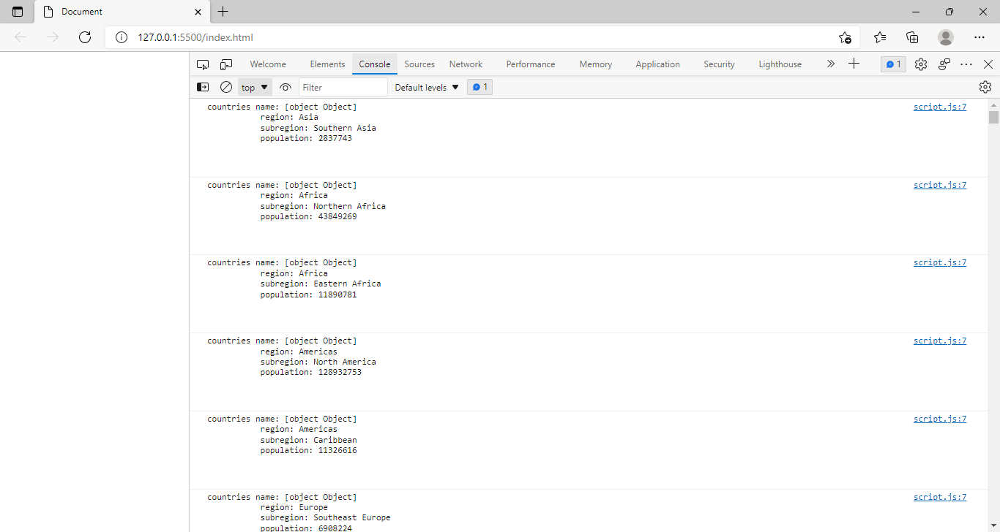 Document
127.0.0.1:5500/index.html
Welcome Elements Console Sources Network Performance Memory Application Security Lighthouse 1
top Filter Default levels 1
countries name: [object Object] script.js:7
region: Asia
subregion: Southern Asia
population: 2837743
countries name: [object Object] script.js:7
region: Africa
subregion: Northern Africa
population: 43849269
countries name: [object Object] script.js:7
region: Africa
subregion: Eastern Africa
population: 11890781
countries name: [object Object] script.js:7
region: Americas
subregion: North America
population: 128932753
countries name: [object Object] script.js:7
region: Americas
subregion: Caribbean
population: 11326616
countries name: [object Object] script.js:7
region: Europe
subregion: Southeast Europe
population: 6908224